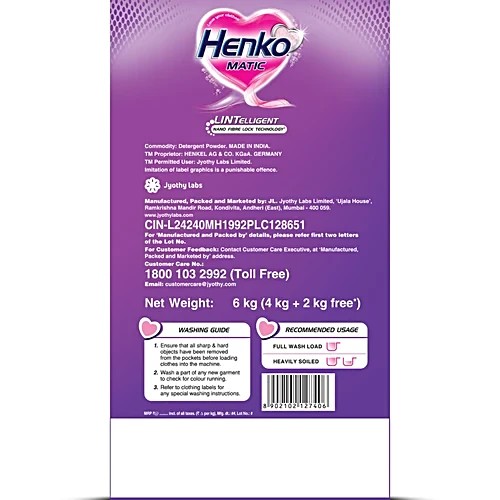 Henko
MATIC
LINTELLIGENT
NANO FIBRE LOCK TECHNOLOGY*
Commodity: Detergent Powder. MADE IN INDIA.
TM Proprietor: HENKEL AG & CO. KGaA. GERMANY
TM Permitted User: Jyothy Labs Limited.
Imitation of label graphics is a punishable offence.
Jyothy labs
Manufactured, Packed and Marketed by: JL. Jyothy Labs Limited, 'Ujala House',
Ramkrishna Mandir Road, Kondivita, Andheri (East), Mumbai - 400 059.
www.jyothylabs.com
CIN-L24240MH1992PLC128651
For 'Manufactured and Packed by' details, please refer first two letters
of the Lot No.
For Customer Feedback: Contact Customer Care Executive, at 'Manufactured,
Packed and Marketed by' address.
Customer Care No.:
1800 103 2992 (Toll Free)
Email: customercare@jyothy.com
Net Weight: 6 kg (4 kg + 2 kg free*)
WASHING GUIDE
1. Ensure that all sharp & hard
objects have been removed
from the pockets before loading
clothes into the machine.
2. Wash a part of any new garment
to check for colour running.
3. Refer to clothing labels for
any special washing instructions.
RECOMMENDED USAGE
FULL WASH LOAD
HEAVILY SOILED
8 902102 127406